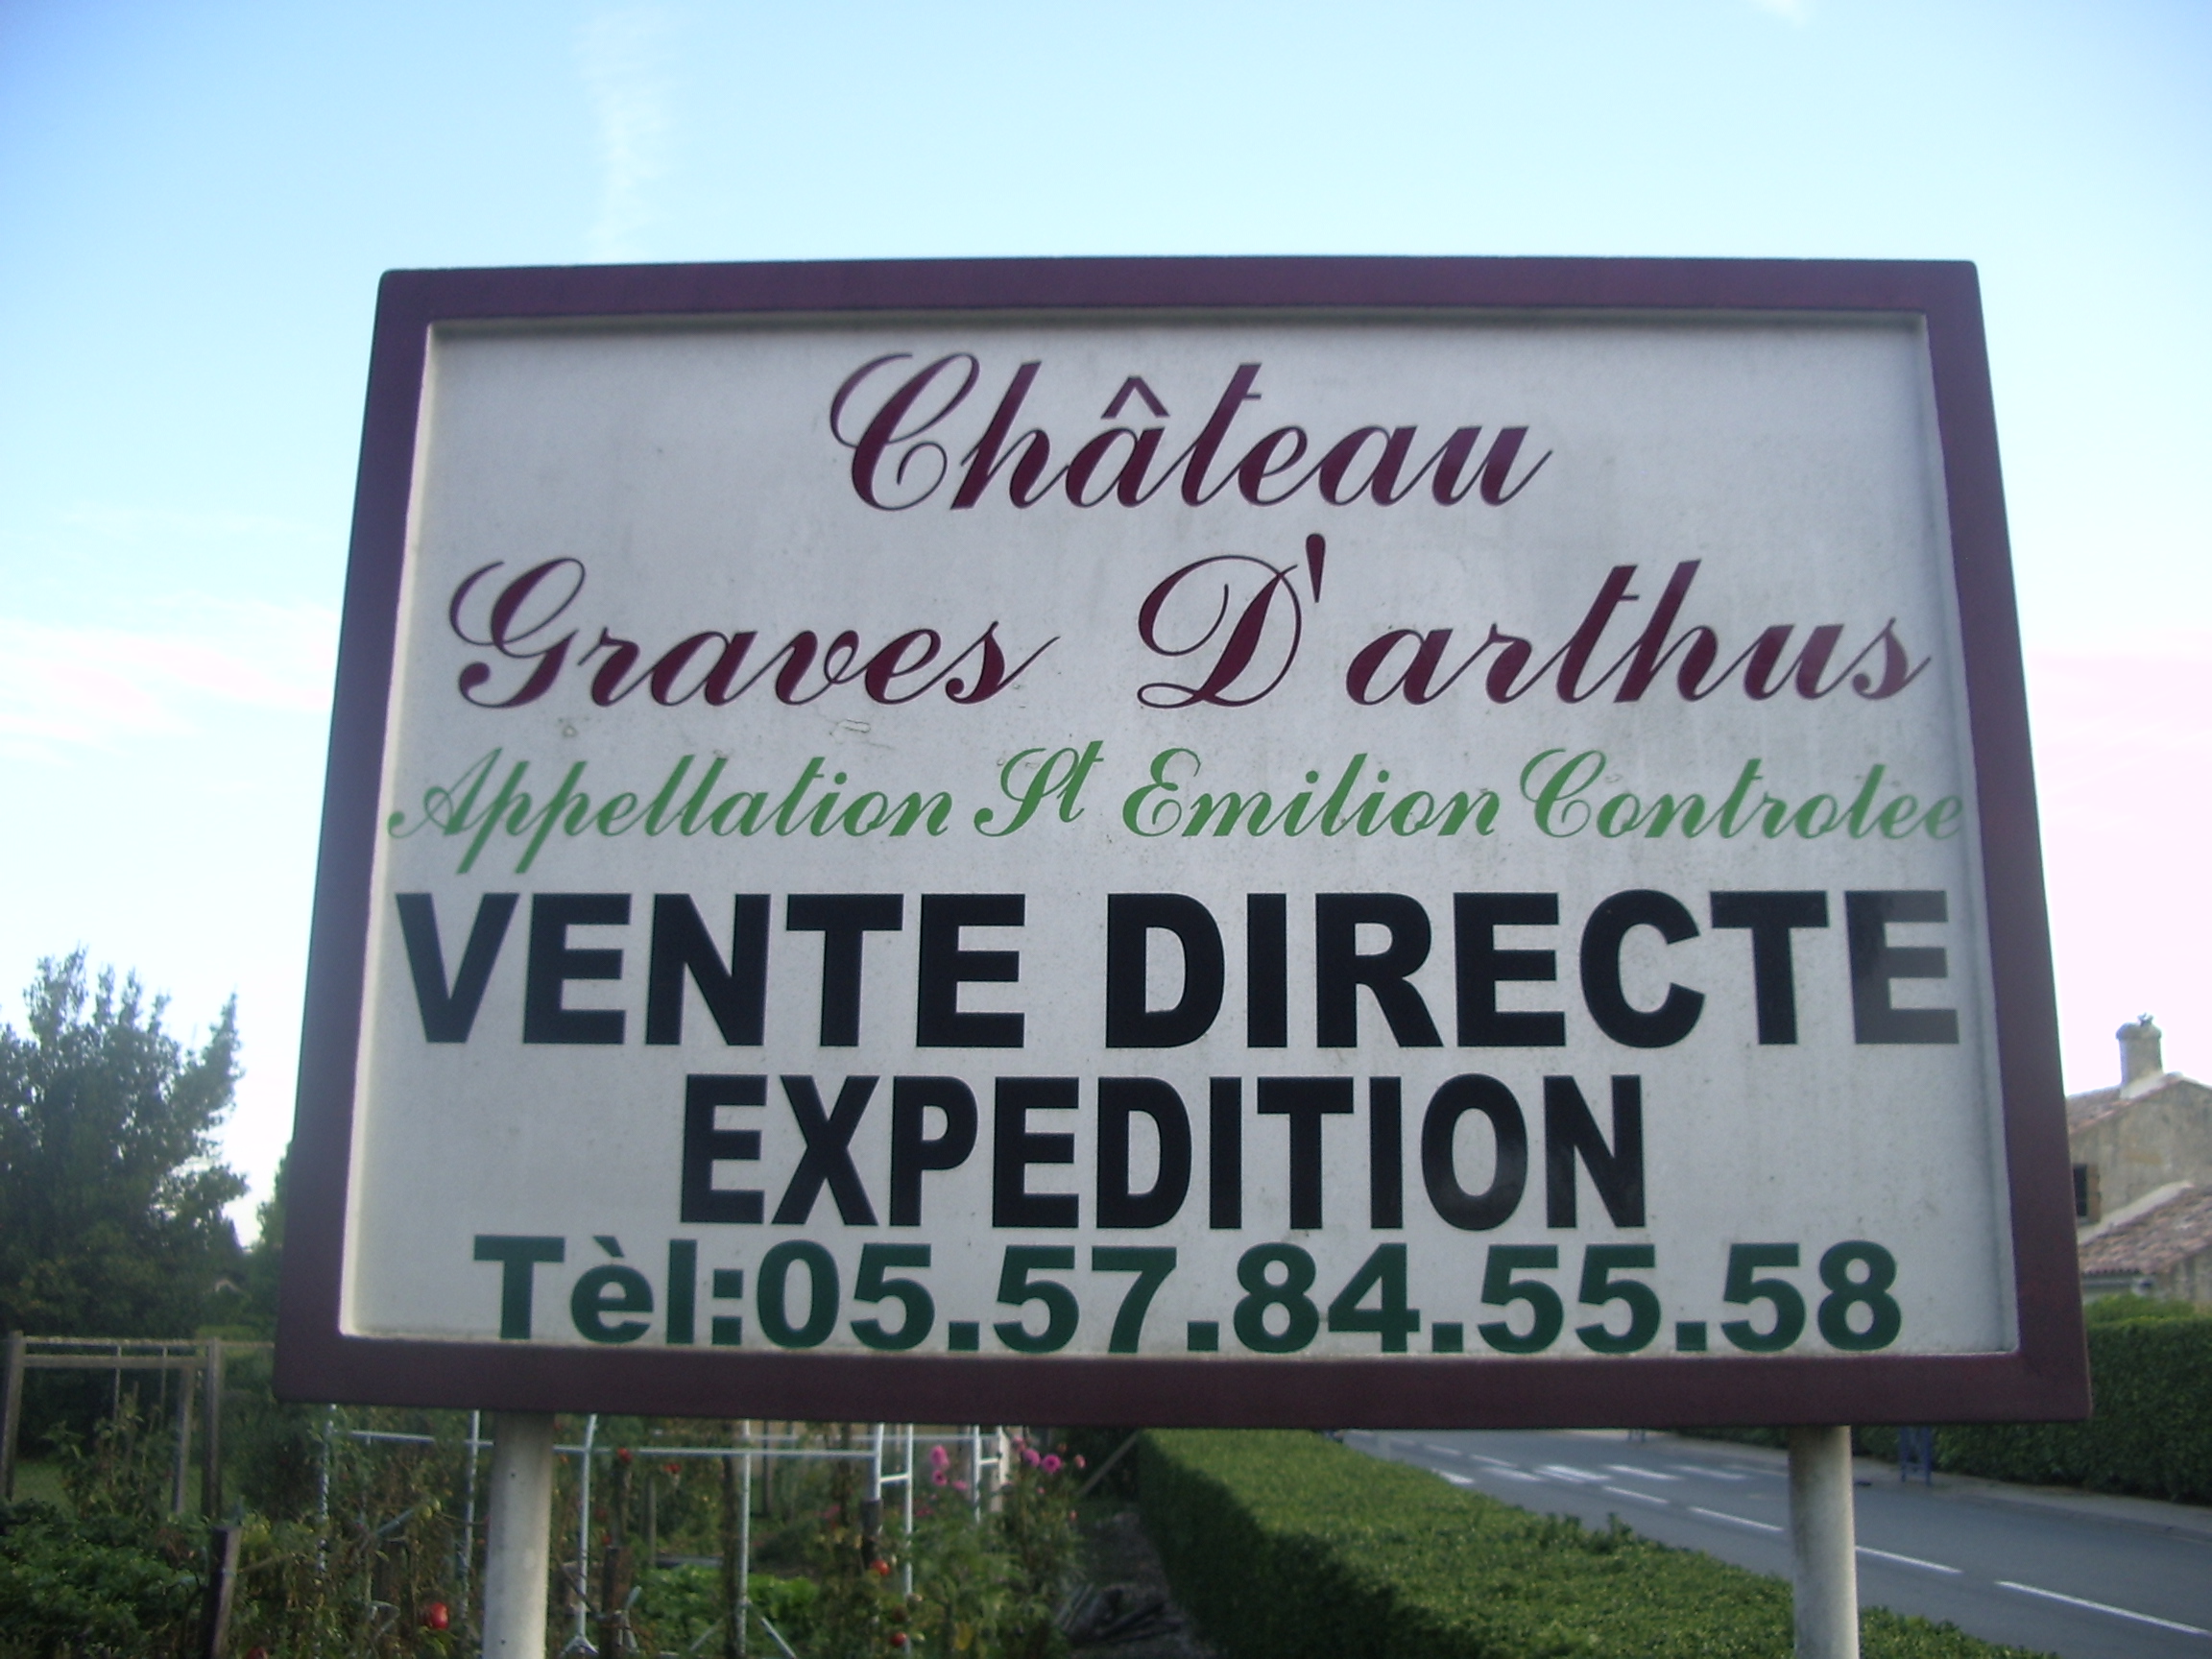 Château
Graves D'arthus
Appellation St Emilion Controlee
VENTE DIRECTE
EXPEDITION
Tèl:05.57.84.55.58